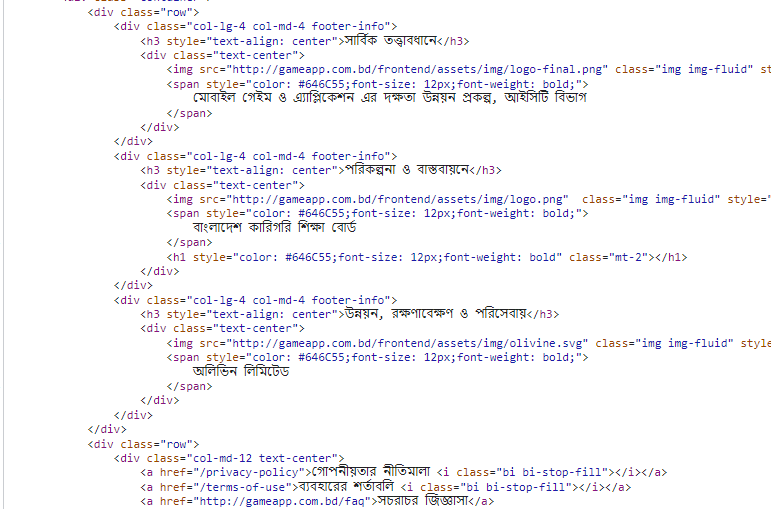 <div class="row">
<div class="col-lg-4 col-md-4 footer-info">
<h3 style="text-align: center">সার্বিক তত্ত্বাবধানে</h3>
<div class="text-center">
<img src="http://gameapp.com.bd/frontend/assets/img/logo-final.png" class="img img-fluid" st
<span style="color: #646C55;font-size: 12px;font-weight: bold;">
মোবাইল গেইম ও এ্যাপ্লিকেশন এর দক্ষতা উন্নয়ন প্রকল্প, আইসিটি বিভাগ
</span>
</div>
</div>
<div class="col-lg-4 col-md-4 footer-info">
<h3 style="text-align: center">পরিকল্পনা ও বাস্তবায়নে</h3>
<div class="text-center">
<img src="http://gameapp.com.bd/frontend/assets/img/logo.png"  class="img img-fluid" style="
<span style="color: #646C55;font-size: 12px;font-weight: bold;">
বাংলাদেশ কারিগরি শিক্ষা বোর্ড
</span>
<h1 style="color: #646C55;font-size: 12px;font-weight: bold" class="mt-2"></h1>
</div>
</div>
<div class="col-lg-4 col-md-4 footer-info">
<h3 style="text-align: center">উন্নয়ন, রক্ষণাবেক্ষণ ও পরিসেবায়</h3>
<div class="text-center">
<img src="http://gameapp.com.bd/frontend/assets/img/olivine.svg" class="img img-fluid" style
<span style="color: #646C55;font-size: 12px;font-weight: bold;">
অলিভিন লিমিটেড
</span>
</div>
</div>
</div>
<div class="row">
<div class="col-md-12 text-center">
<a href="/privacy-policy">গোপনীয়তার নীতিমালা <i class="bi bi-stop-fill"></i></a>
<a href="/terms-of-use">ব্যবহারের শর্তাবলি <i class="bi bi-stop-fill"></i></a>
<a href="http://gameapp.com.bd/faq">সচরাচর জিজ্ঞাসা</a>